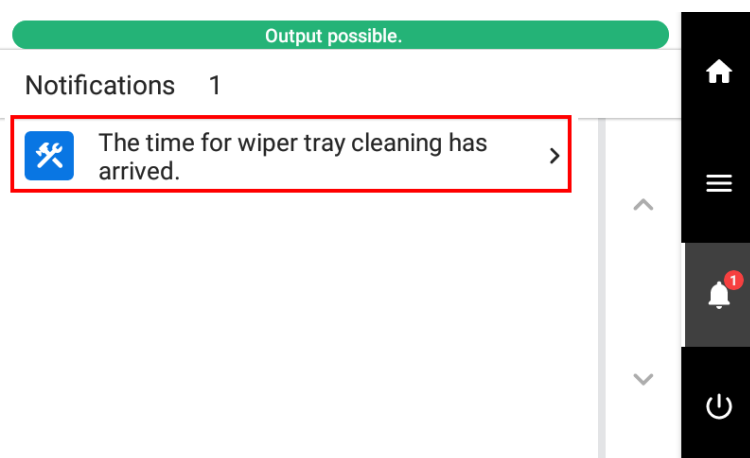 Output possible.
Notifications 1
The time for wiper tray cleaning has
arrived.
1